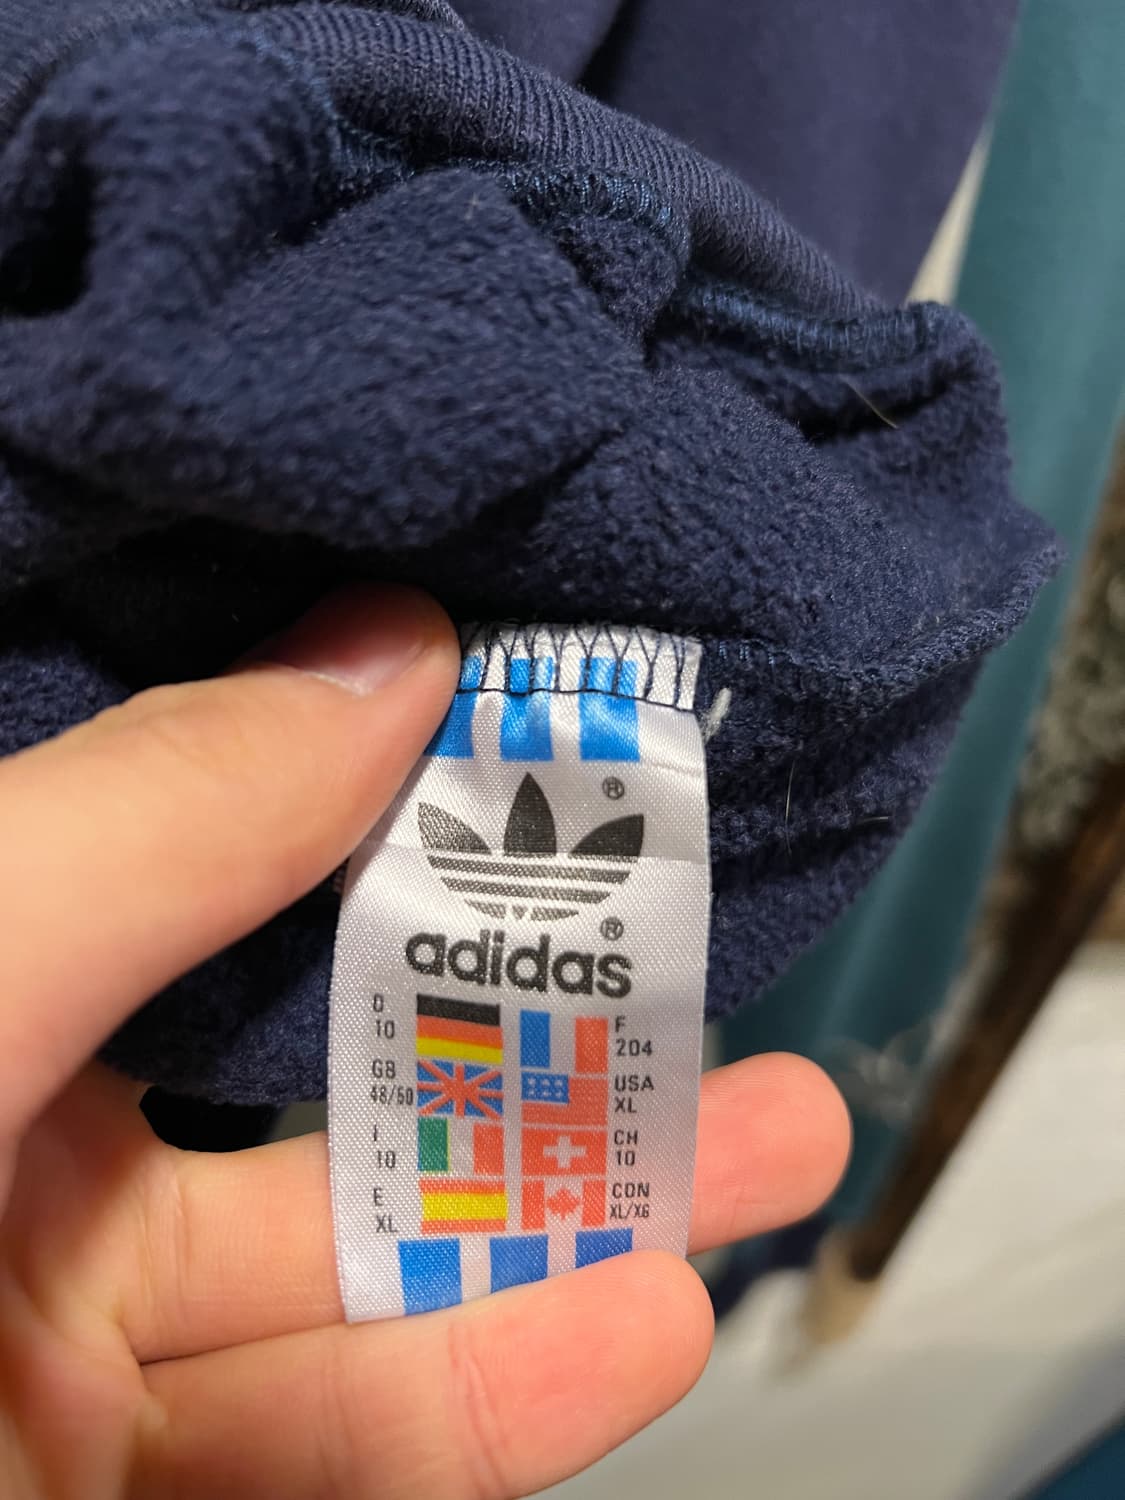 ®
®
adidas
D
10
F
204
GB
48/50
USA
XL
I
10
CH
10
E
XL
CDN
XL/XG